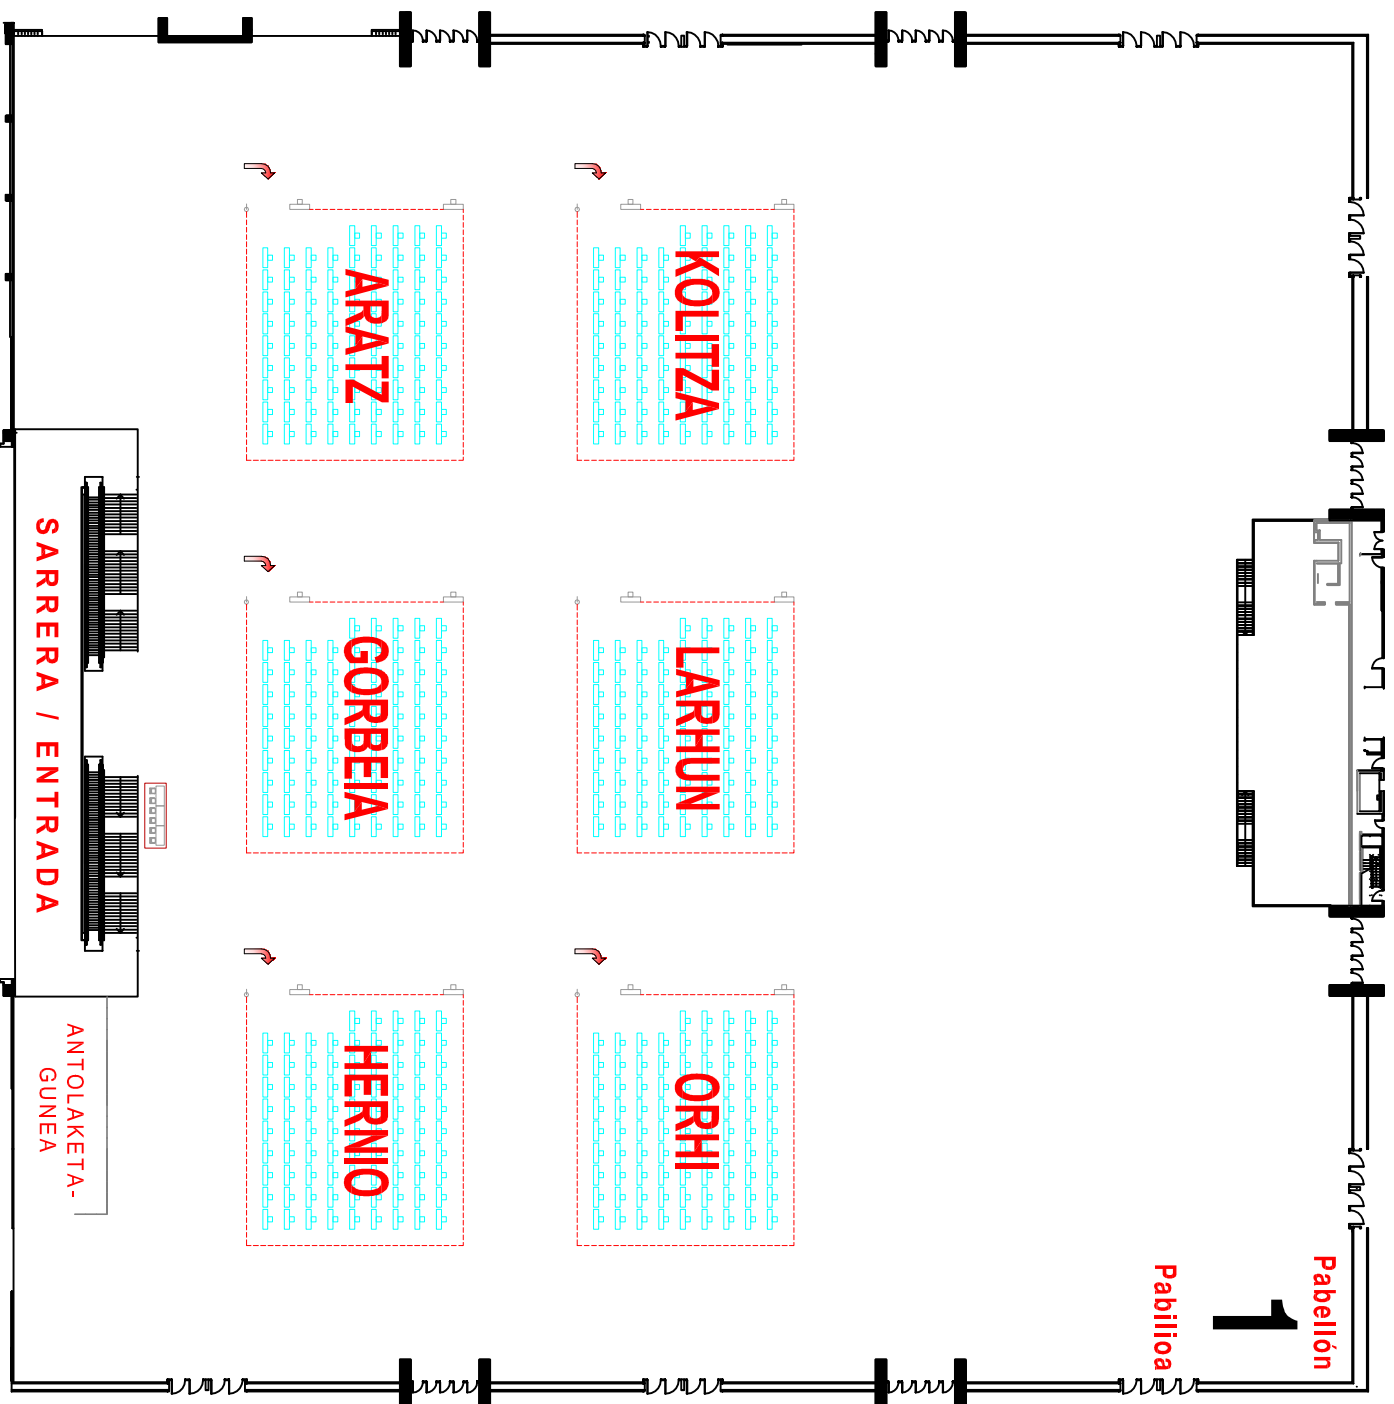 Pabellón
1
Pabilioa
KOLITZA
LARHUN
ORHI
ARATZ
GORBEIA
HERNIO
SARRERA / ENTRADA
ANTOLAKETA-
GUNEA